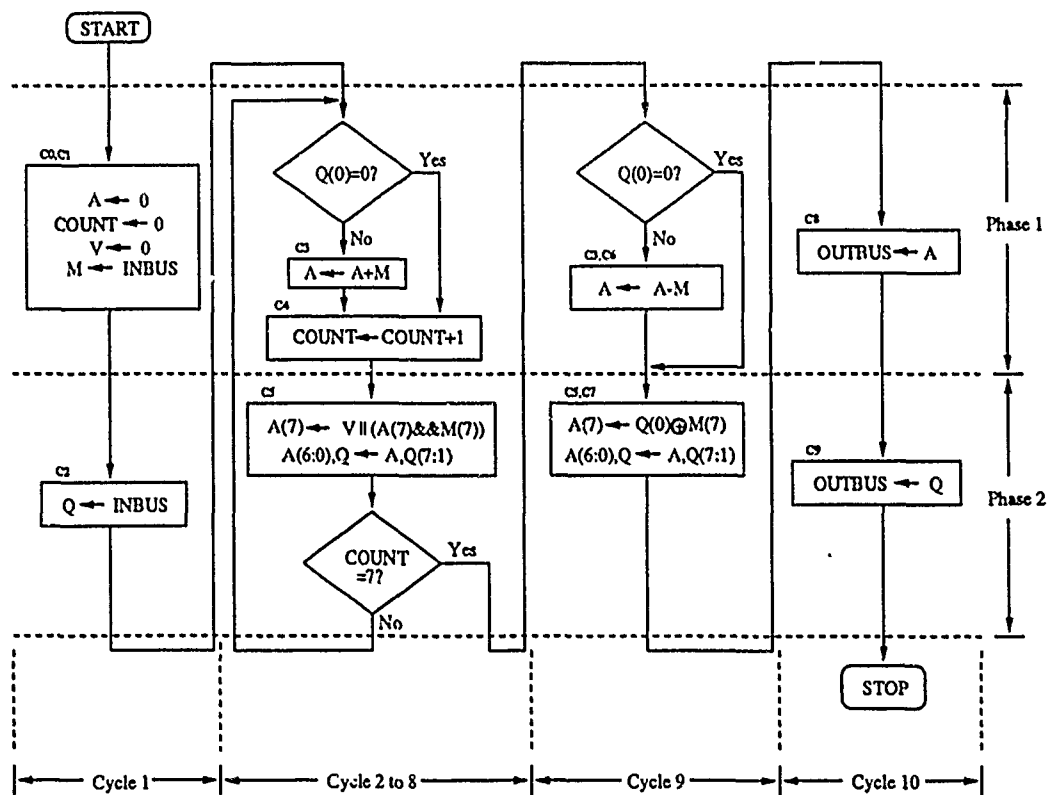 START
C0,C1
A ← 0
COUNT ← 0
V ← 0
M ← INBUS
C2
Q ← INBUS
Q(0)=0?
Yes
No
C3
A ← A+M
C4
COUNT ← COUNT+1
C5
A(7) ← V || (A(7)&&M(7))
A(6:0),Q ← A,Q(7:1)
COUNT
=7?
Yes
No
Q(0)=0?
Yes
No
C3,C6
A ← A-M
C5,C7
A(7) ← Q(0)⊕M(7)
A(6:0),Q ← A,Q(7:1)
C8
OUTBUS ← A
C9
OUTBUS ← Q
STOP
Phase 1
Phase 2
Cycle 1
Cycle 2 to 8
Cycle 9
Cycle 10